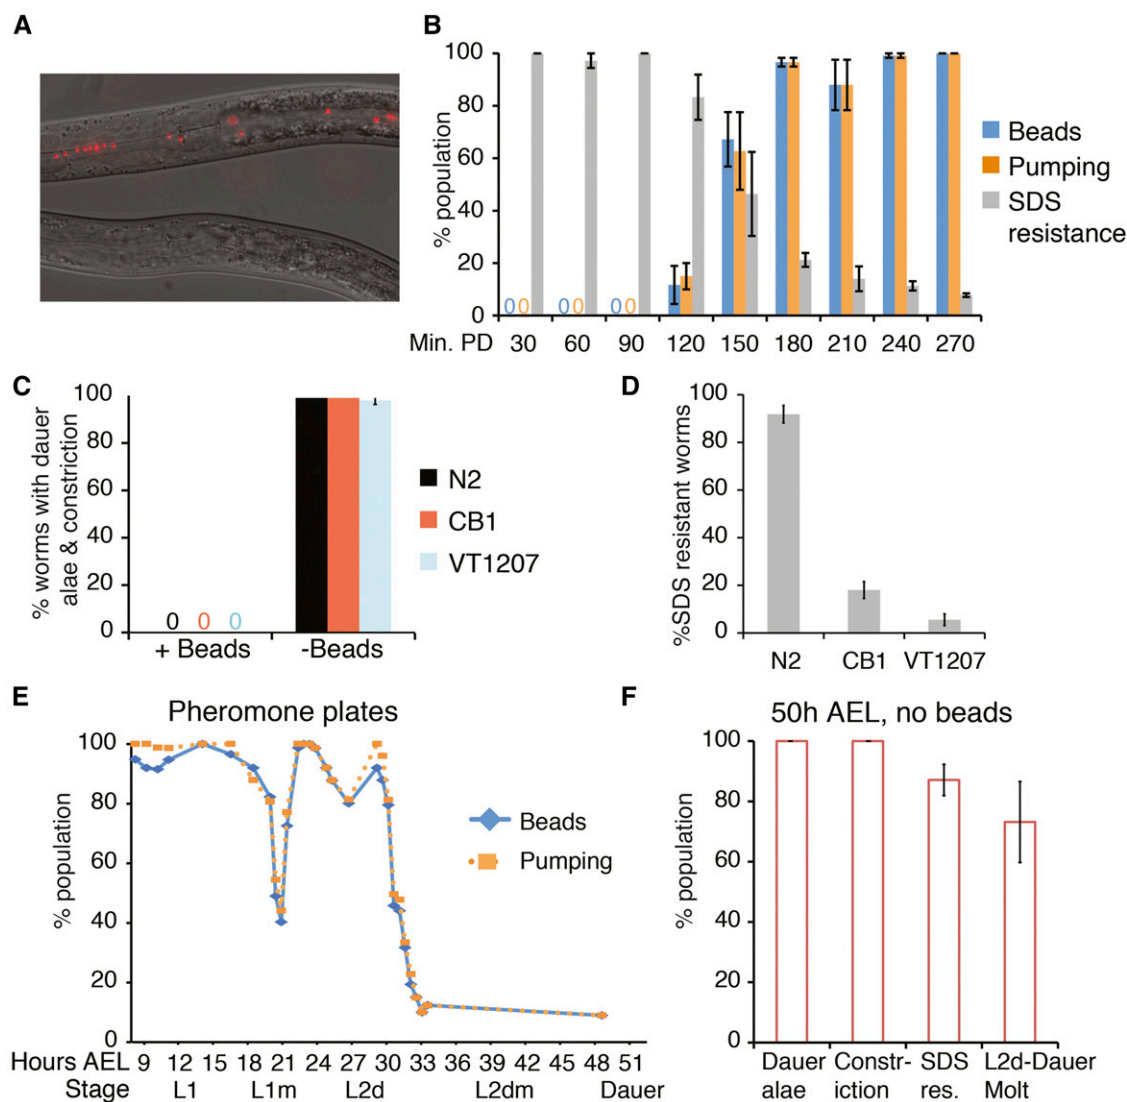 A
B
100
80
60
40
20
0
% population
0 0 0 0 0 0
Min. PD 30 60 90 120 150 180 210 240 270
Beads
Pumping
SDS
resistance
C
100
80
60
40
20
0
% worms with dauer
alae & constriction
0 0 0
+ Beads -Beads
N2
CB1
VT1207
D
100
80
60
40
20
0
%SDS resistant worms
N2 CB1 VT1207
E
Pheromone plates
100
80
60
40
20
0
% population
Beads
Pumping
Hours AEL 9 12 15 18 21 24 27 30 33 36 39 42 45 48 51
Stage L1 L1m L2d L2dm Dauer
F
50h AEL, no beads
100
80
60
40
20
0
% population
Dauer Constr- SDS L2d-Dauer
alae iction res. Molt